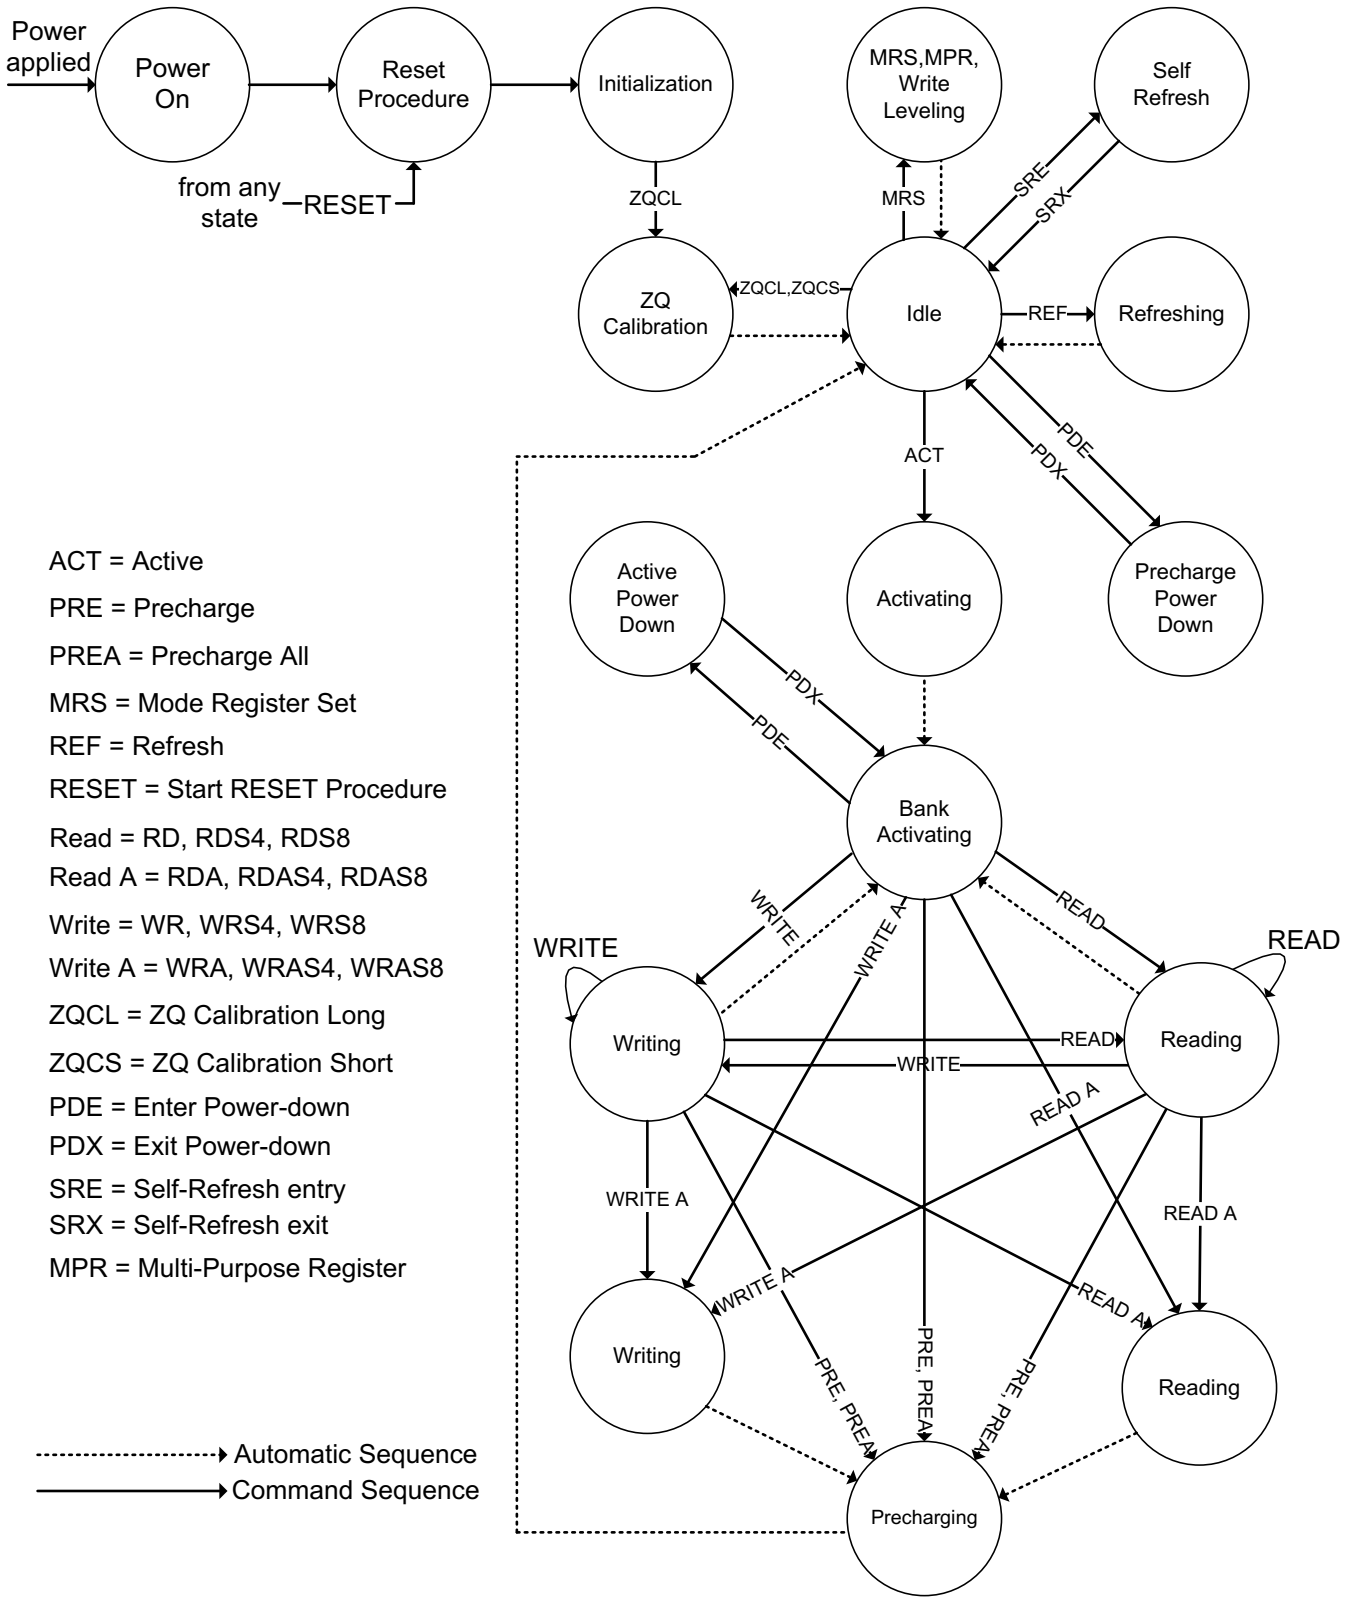 Power
applied
Power
On
Reset
Procedure
Initialization
MRS,MPR,
Write
Leveling
Self
Refresh
from any
state
RESET
ZQCL
MRS
SRE
SRX
ZQ
Calibration
ZQCL,ZQCS
Idle
REF
Refreshing
PDE
PDX
ACT
Active
Power
Down
Activating
Precharge
Power
Down
PDX
PDE
Bank
Activating
WRITE
WRITE A
READ
WRITE
READ
Writing
READ
Reading
WRITE
READ A
WRITE A
READ A
WRITE A
READ A
PRE, PREA
PRE, PREA
PRE, PREA
Writing
Reading
Precharging
ACT = Active
PRE = Precharge
PREA = Precharge All
MRS = Mode Register Set
REF = Refresh
RESET = Start RESET Procedure
Read = RD, RDS4, RDS8
Read A = RDA, RDAS4, RDAS8
Write = WR, WRS4, WRS8
Write A = WRA, WRAS4, WRAS8
ZQCL = ZQ Calibration Long
ZQCS = ZQ Calibration Short
PDE = Enter Power-down
PDX = Exit Power-down
SRE = Self-Refresh entry
SRX = Self-Refresh exit
MPR = Multi-Purpose Register
Automatic Sequence
Command Sequence